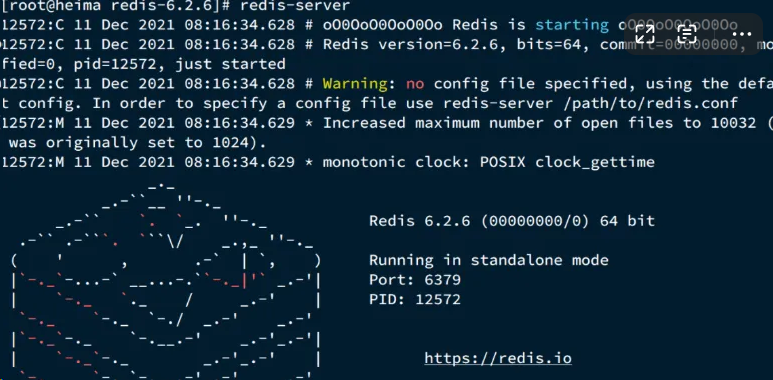 [root@heima redis-6.2.6]# redis-server
12572:C 11 Dec 2021 08:16:34.628 # oO0OoO0OoO0Oo Redis is starting oO0OoO0OoO0Oo
12572:C 11 Dec 2021 08:16:34.628 # Redis version=6.2.6, bits=64, commit=00000000, mo
fied=0, pid=12572, just started
12572:C 11 Dec 2021 08:16:34.628 # Warning: no config file specified, using the defa
t config. In order to specify a config file use redis-server /path/to/redis.conf
12572:M 11 Dec 2021 08:16:34.629 * Increased maximum number of open files to 10032 (
was originally set to 1024).
12572:M 11 Dec 2021 08:16:34.629 * monotonic clock: POSIX clock_gettime
Redis 6.2.6 (00000000/0) 64 bit
Running in standalone mode
Port: 6379
PID: 12572
https://redis.io